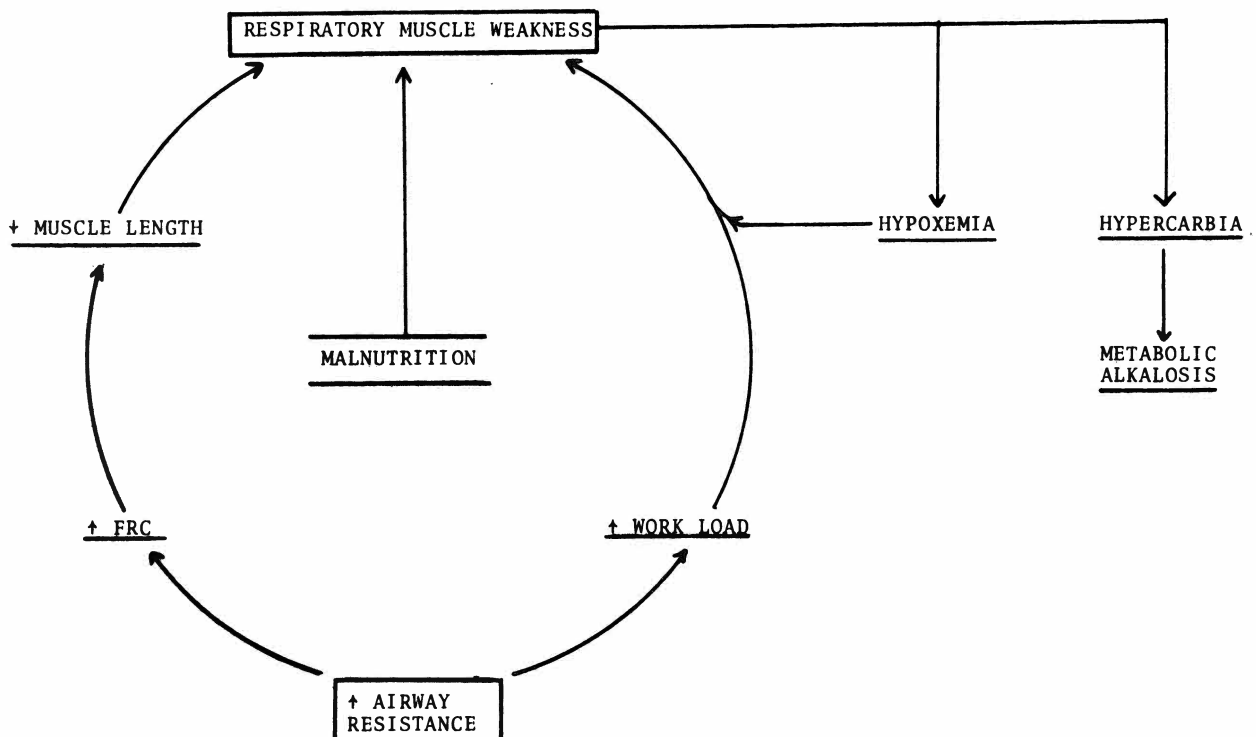 RESPIRATORY MUSCLE WEAKNESS
↓ MUSCLE LENGTH
HYPOXEMIA
HYPERCARBIA
MALNUTRITION
METABOLIC
ALKALOSIS
↑ FRC
↑ WORK LOAD
↑ AIRWAY
RESISTANCE